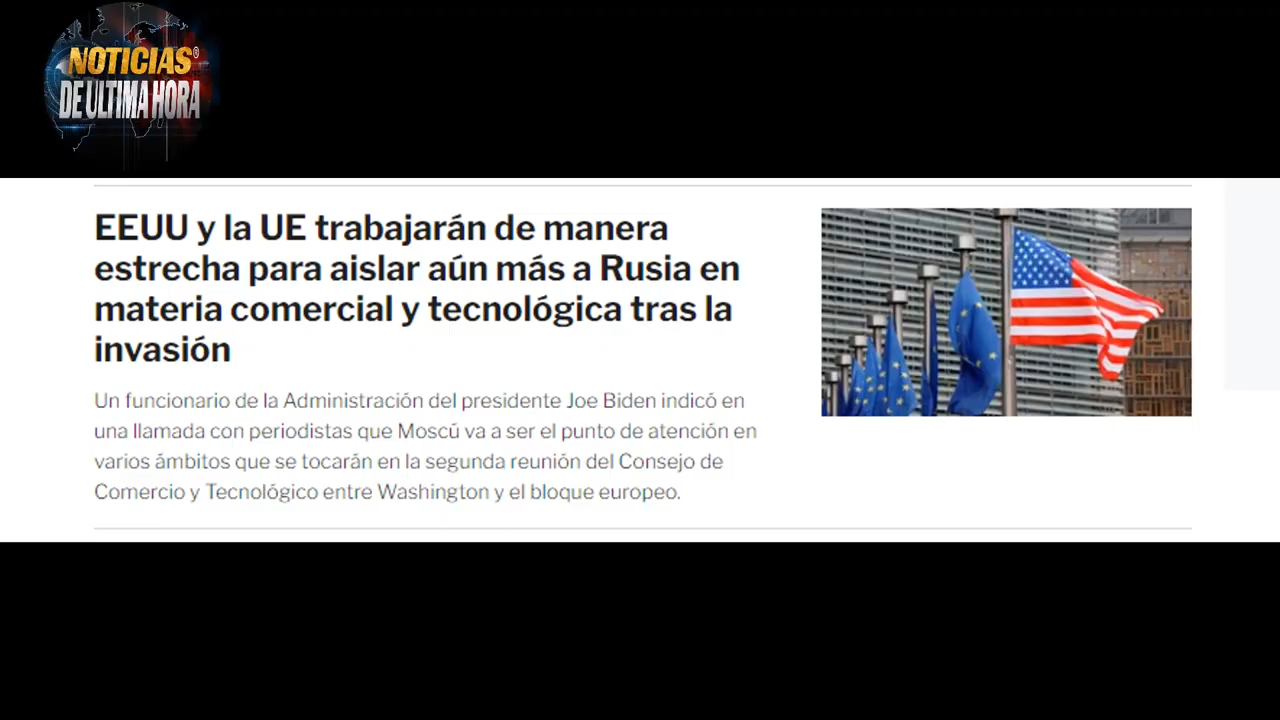 NOTICIAS®
DE ULTIMA HORA
EEUU y la UE trabajarán de manera
estrecha para aislar aún más a Rusia en
materia comercial y tecnológica tras la
invasión
Un funcionario de la Administración del presidente Joe Biden indicó en
una llamada con periodistas que Moscú va a ser el punto de atención en
varios ámbitos que se tocarán en la segunda reunión del Consejo de
Comercio y Tecnológico entre Washington y el bloque europeo.